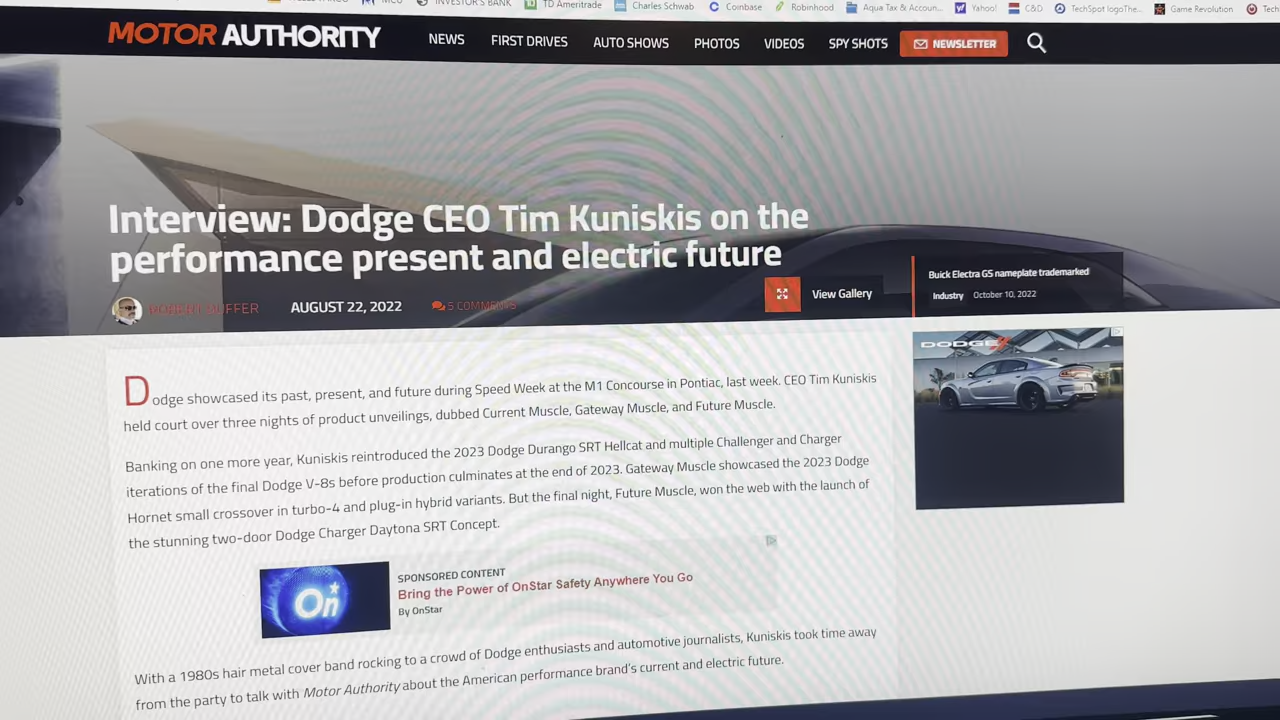 INVESTOR'S BANK
TD Ameritrade
Charles Schwab
Coinbase
Robinhood
Aqua Tax & Accoun...
Yahoo!
C&D
TechSpot logoThe...
Game Revolution
MOTOR AUTHORITY
NEWS
FIRST DRIVES
AUTO SHOWS
PHOTOS
VIDEOS
SPY SHOTS
NEWSLETTER
Interview: Dodge CEO Tim Kuniskis on the
performance present and electric future
AUGUST 22, 2022
5 COMMENTS
View Gallery
Buick Electra G5 nameplate trademarked
Industry October 10, 2022
DODGE
Dodge showcased its past, present, and future during Speed Week at the M1 Concourse in Pontiac, last week. CEO Tim Kuniskis
held court over three nights of product unveilings, dubbed Current Muscle, Gateway Muscle, and Future Muscle.
Banking on one more year, Kuniskis reintroduced the 2023 Dodge Durango SRT Hellcat and multiple Challenger and Charger
iterations of the final Dodge V-8s before production culminates at the end of 2023. Gateway Muscle showcased the 2023 Dodge
Hornet small crossover in turbo-4 and plug-in hybrid variants. But the final night, Future Muscle, won the web with the launch of
the stunning two-door Dodge Charger Daytona SRT Concept.
On
SPONSORED CONTENT
Bring the Power of OnStar Safety Anywhere You Go
By OnStar
With a 1980s hair metal cover band rocking to a crowd of Dodge enthusiasts and automotive journalists, Kuniskis took time away
from the party to talk with Motor Authority about the American performance brand's current and electric future.